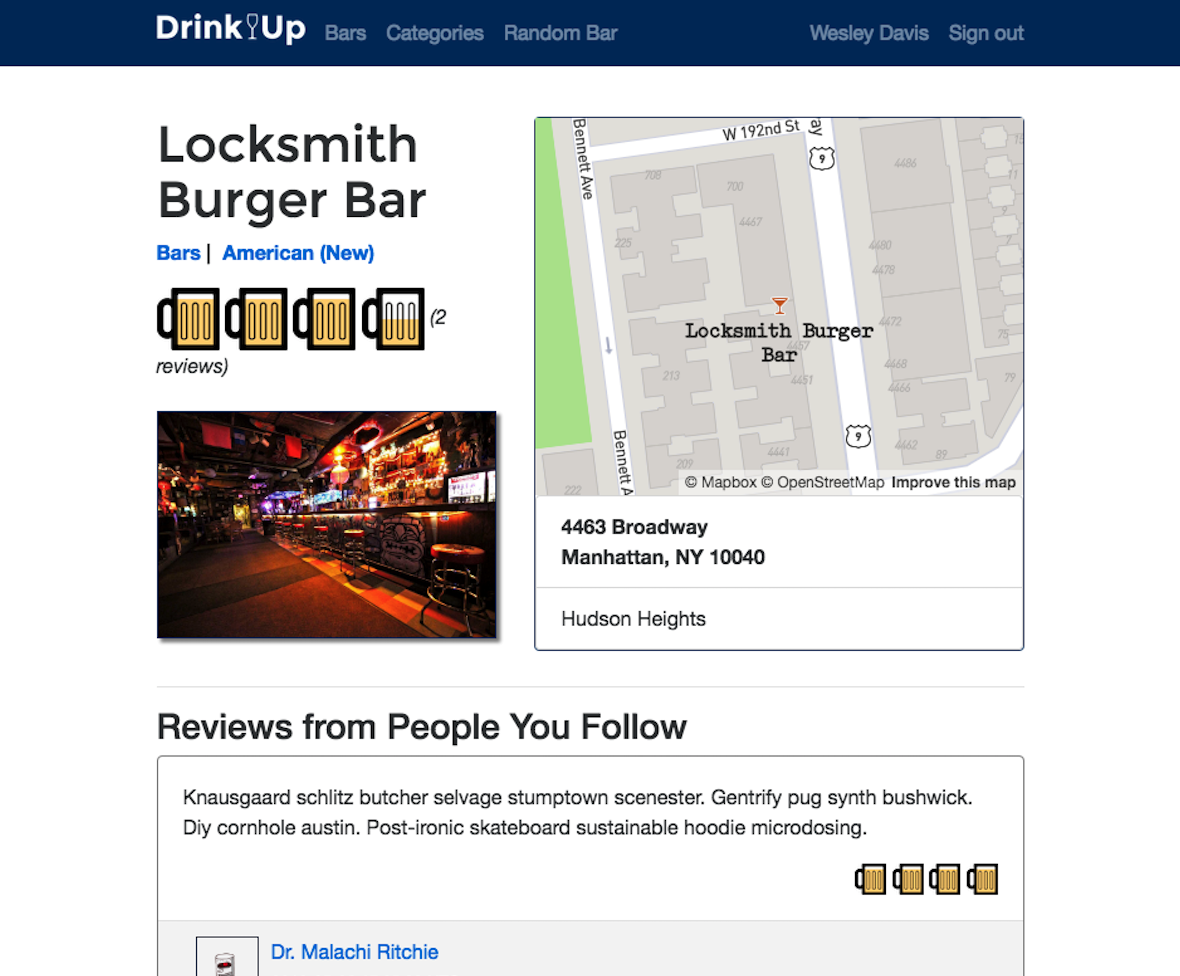 Drink Up Bars Categories Random Bar Wesley Davis Sign out
Locksmith
Burger Bar
Bars | American (New)
(2
reviews)
W 192nd St
ay
Bennett Ave
9
15
4486
11
708
700
4467
9
7
225
4480
4478
Locksmith Burger
Bar
4472
75
4457
4468
213
4451
79
4466
9
Bennett A
4441
4462
89
209
222
© Mapbox © OpenStreetMap Improve this map
4463 Broadway
Manhattan, NY 10040
Hudson Heights
Reviews from People You Follow
Knausgaard schlitz butcher selvage stumptown scenester. Gentrify pug synth bushwick.
Diy cornhole austin. Post-ironic skateboard sustainable hoodie microdosing.
Dr. Malachi Ritchie